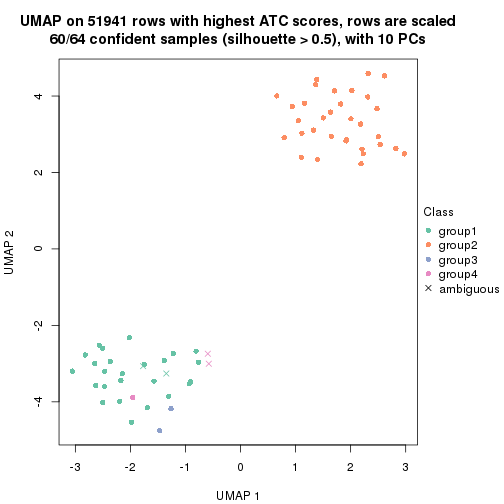 UMAP on 51941 rows with highest ATC scores, rows are scaled
60/64 confident samples (silhouette > 0.5), with 10 PCs
4
2
0
-2
-4
UMAP 2
-3
-2
-1
0
1
2
3
UMAP 1
Class
group1
group2
group3
group4
ambiguous